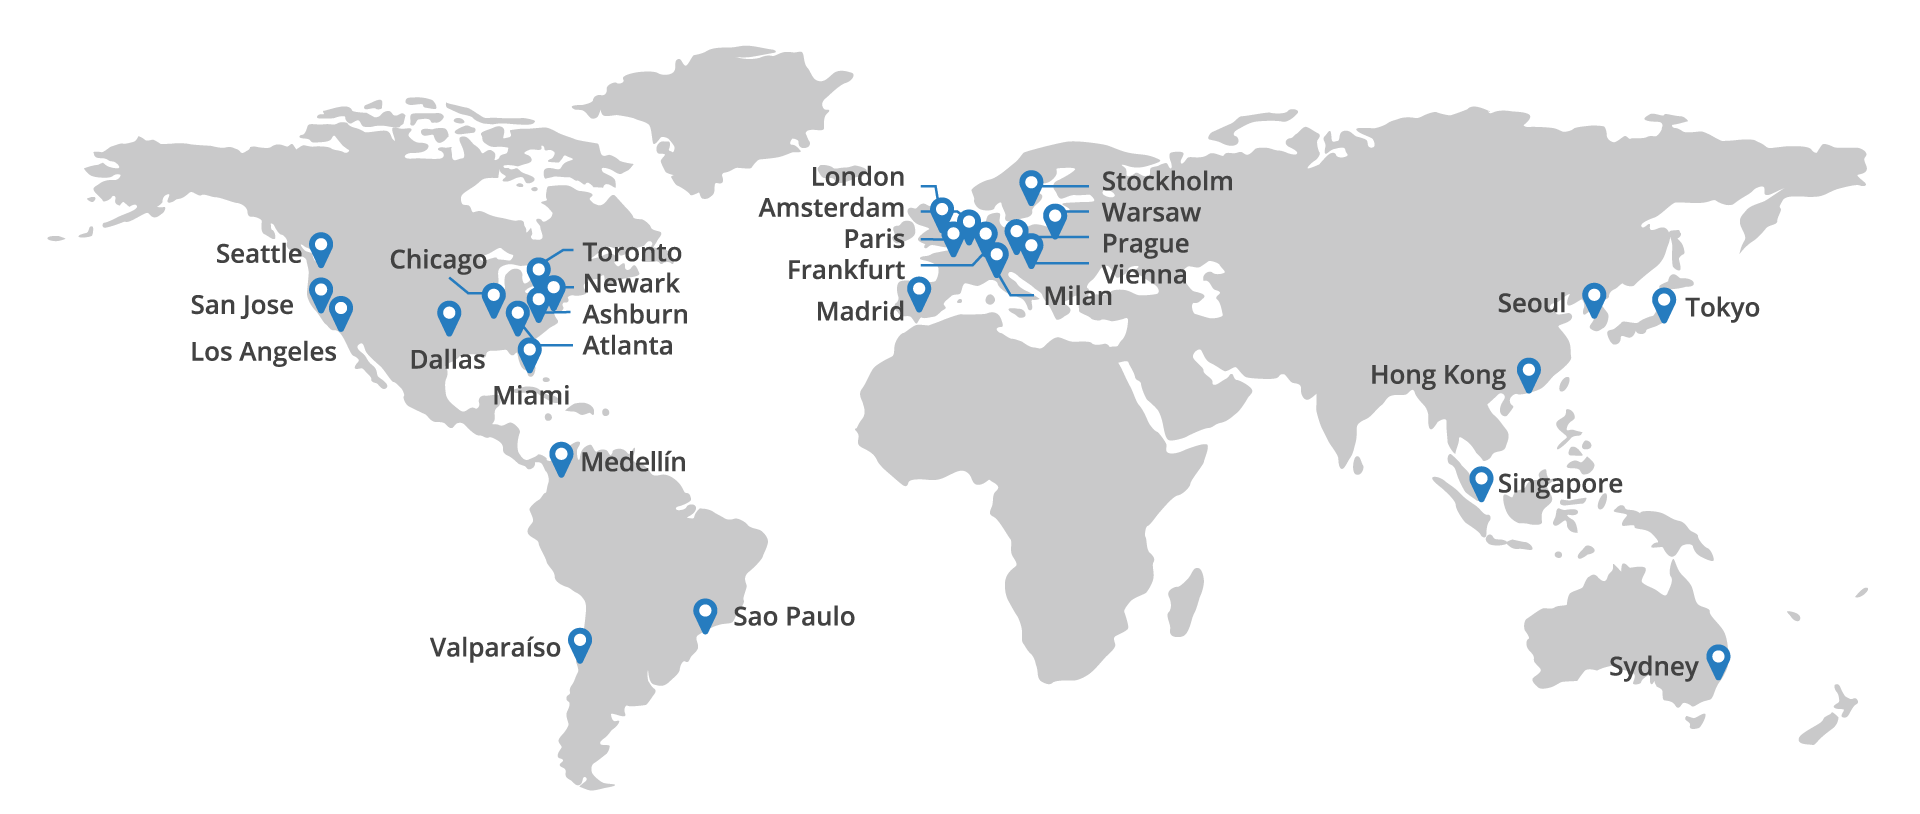 London
Stockholm
Amsterdam
Warsaw
Paris
Prague
Frankfurt
Vienna
Milan
Madrid
Seattle
Chicago
Toronto
Newark
San Jose
Ashburn
Los Angeles
Dallas
Atlanta
Miami
Seoul
Tokyo
Hong Kong
Medellín
Singapore
Sao Paulo
Valparaíso
Sydney